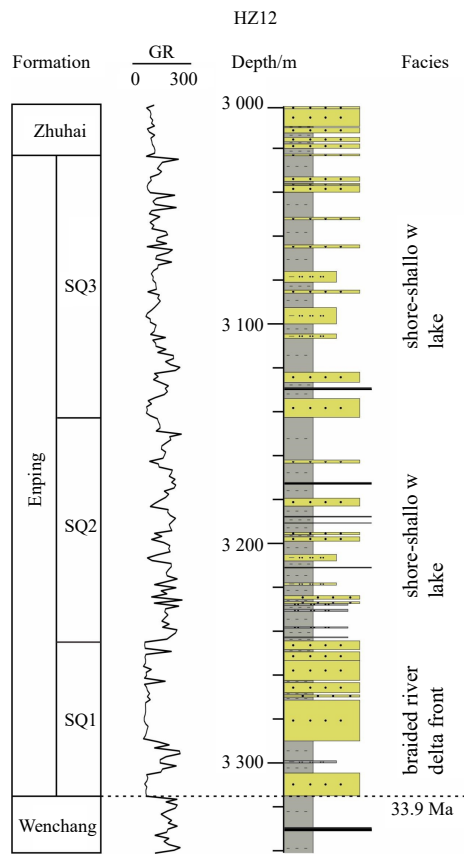 HZ12
Formation
GR
0 300
Depth/m
Facies
3 000
Zhuhai
SQ3
shore-shallo w
lake
3 100
Enping
SQ2
shore-shallo w
lake
3 200
SQ1
braided river
delta front
3 300
33.9 Ma
Wenchang